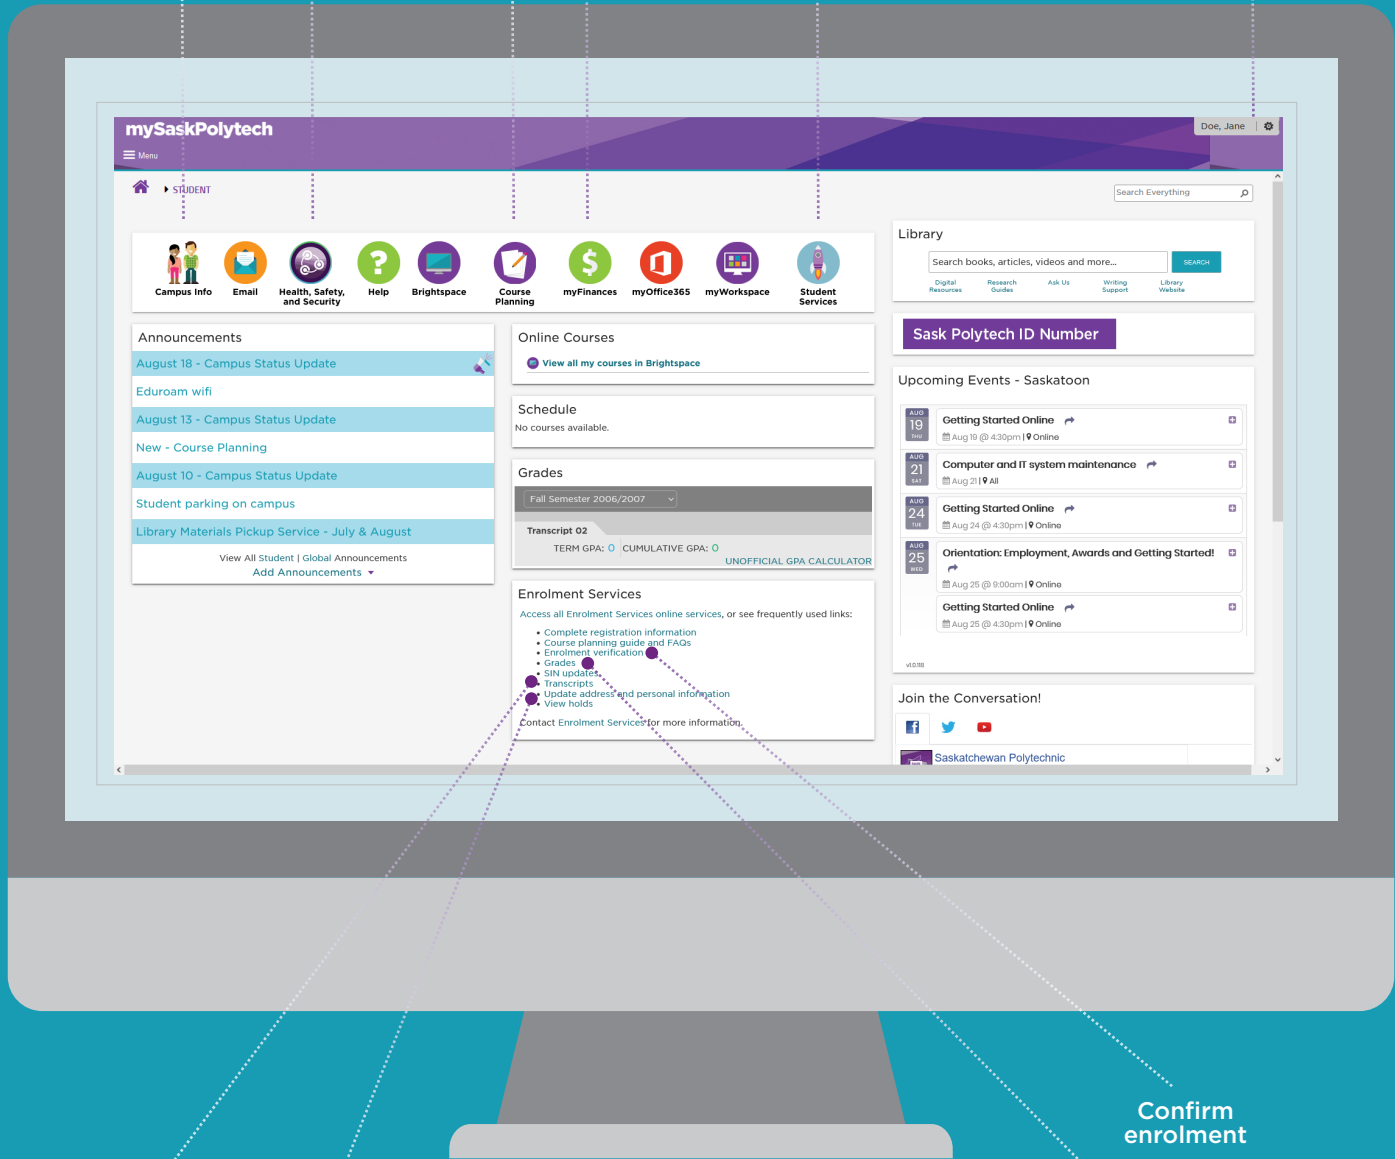 mySaskPolytech
Doe, Jane
Menu
STUDENT
Search Everything
Campus Info
Email
Health, Safety,
and Security
Help
Brightspace
Course
Planning
myFinances
myOffice365
myWorkspace
Student
Services
Announcements
August 18 - Campus Status Update
Eduroam wifi
August 13 - Campus Status Update
New - Course Planning
August 10 - Campus Status Update
Student parking on campus
Library Materials Pickup Service - July & August
View All Student | Global Announcements
Add Announcements
Online Courses
View all my courses in Brightspace
Schedule
No courses available.
Grades
Fall Semester 2006/2007
Transcript 02
TERM GPA: 0 CUMULATIVE GPA: 0
UNOFFICIAL GPA CALCULATOR
Enrolment Services
Access all Enrolment Services online services, or see frequently used links:
• Complete registration information
• Course planning guide and FAQs
• Enrolment verification
• Grades
• SIN updates
• Transcripts
• Update address and personal information
• View holds
Contact Enrolment Services for more information.
Library
Search books, articles, videos and more...
SEARCH
Digital
Resources
Research
Guides
Ask Us
Writing
Support
Library
Website
Sask Polytech ID Number
Upcoming Events - Saskatoon
AUG
19
THU
Getting Started Online
Aug 19 @ 4:30pm | Online
AUG
21
SAT
Computer and IT system maintenance
Aug 21 | All
AUG
24
TUE
Getting Started Online
Aug 24 @ 4:30pm | Online
AUG
25
WED
Orientation: Employment, Awards and Getting Started!
Aug 25 @ 9:00am | Online
Getting Started Online
Aug 25 @ 4:30pm | Online
v1.0.118
Join the Conversation!
Saskatchewan Polytechnic
Confirm
enrolment